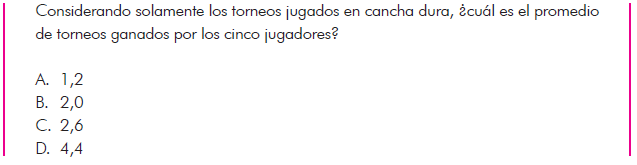 Considerando solamente los torneos jugados en cancha dura, ¿cuál es el promedio
de torneos ganados por los cinco jugadores?
A. 1,2
B. 2,0
C. 2,6
D. 4,4